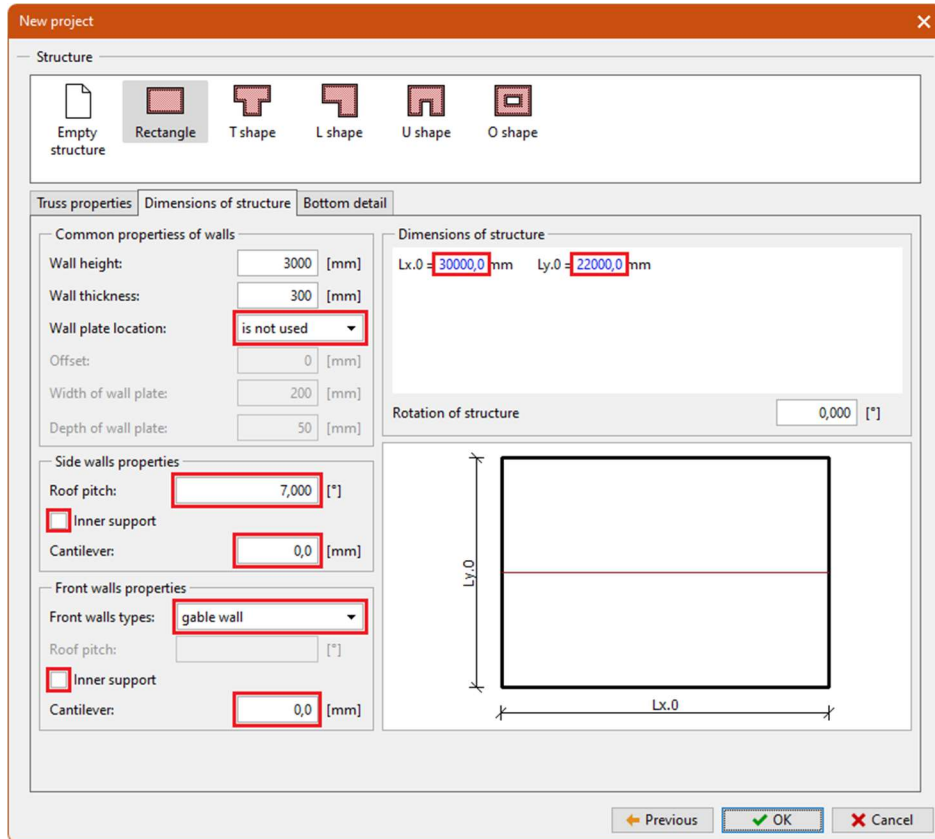 New project
Structure
Empty structure
Rectangle
T shape
L shape
U shape
O shape
Truss properties
Dimensions of structure
Bottom detail
Common propertiess of walls
Wall height: 3000 [mm]
Wall thickness: 300 [mm]
Wall plate location: is not used
Offset: 0 [mm]
Width of wall plate: 200 [mm]
Depth of wall plate: 50 [mm]
Side walls properties
Roof pitch: 7,000 [°]
Inner support
Cantilever: 0,0 [mm]
Front walls properties
Front walls types: gable wall
Roof pitch: [°]
Inner support
Cantilever: 0,0 [mm]
Dimensions of structure
Lx.0 = 30000,0 mm Ly.0 = 22000,0 mm
Rotation of structure 0,000 [°]
Ly.0
Lx.0
Previous
OK
Cancel